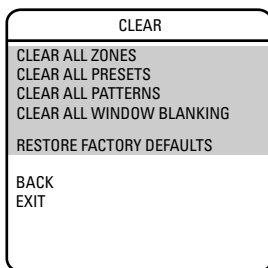 CLEAR
CLEAR ALL ZONES
CLEAR ALL PRESETS
CLEAR ALL PATTERNS
CLEAR ALL WINDOW BLANKING
RESTORE FACTORY DEFAULTS
BACK
EXIT